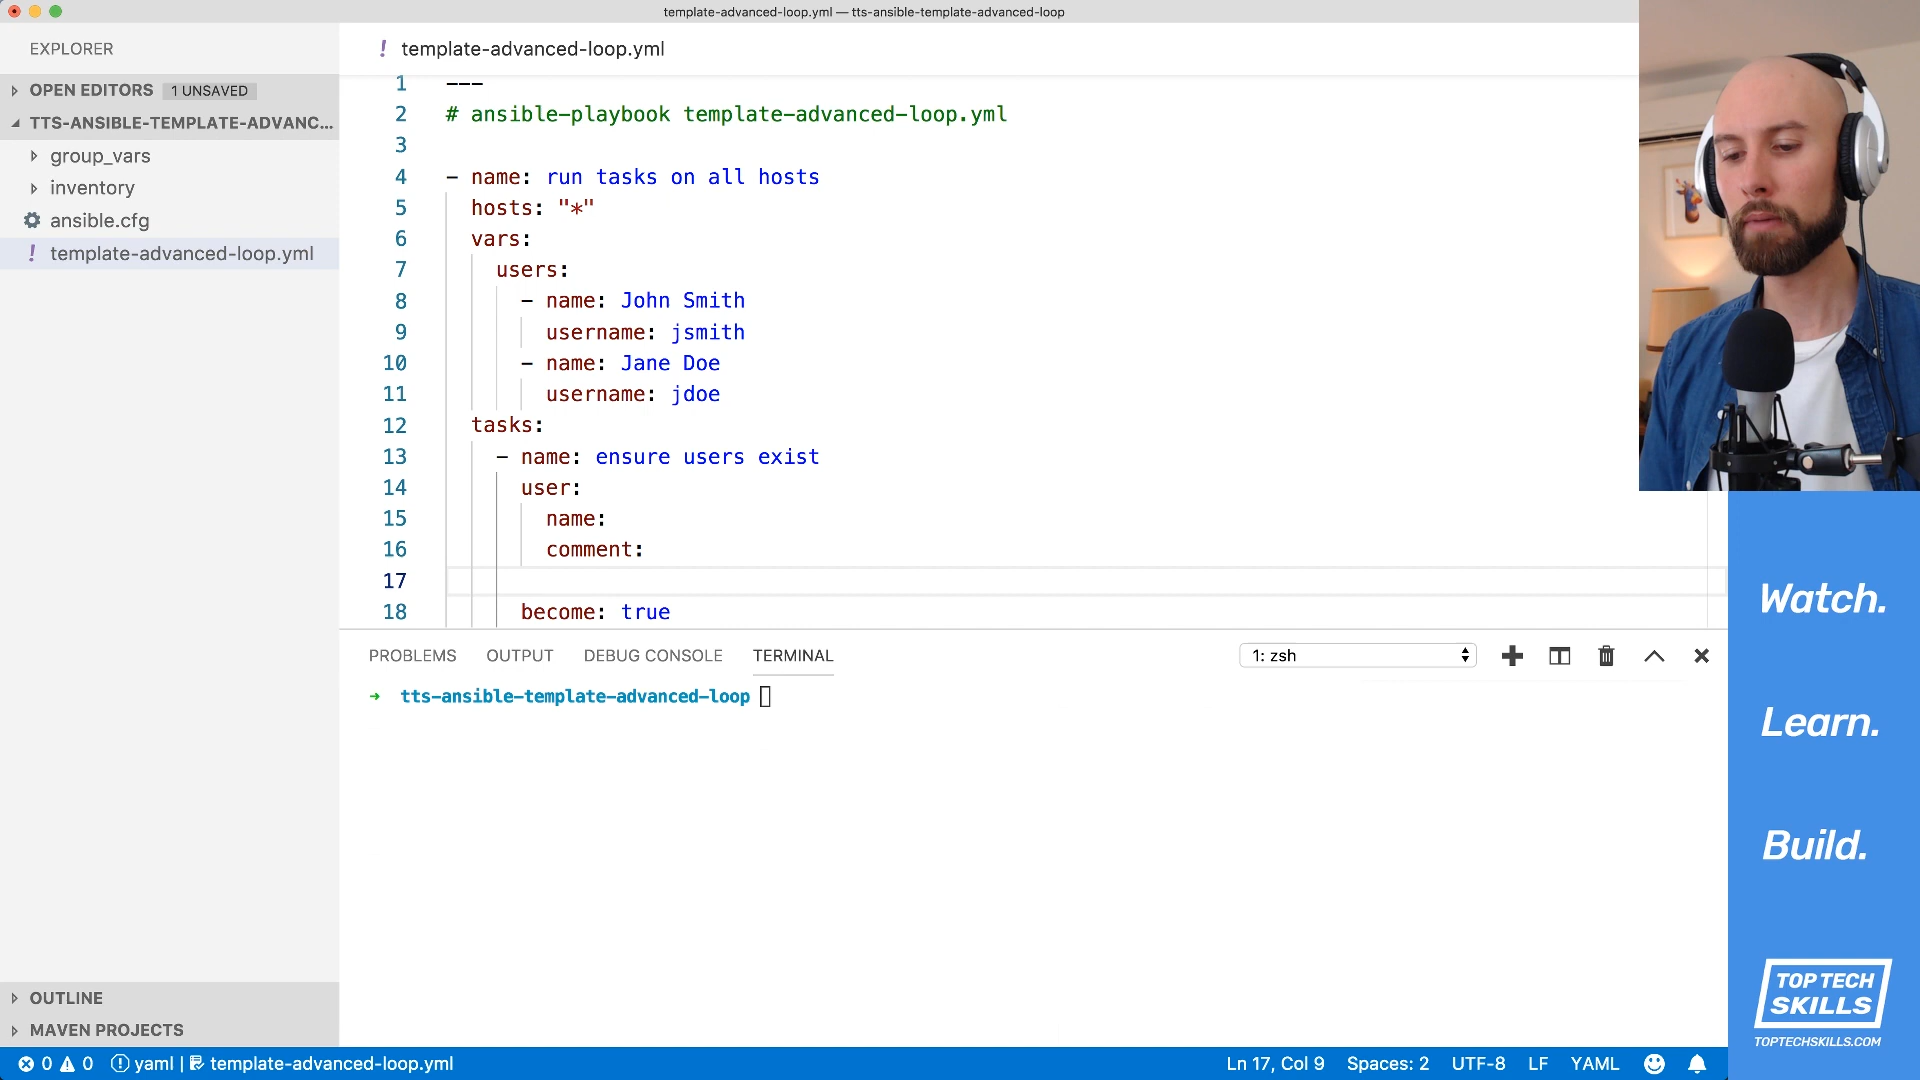 template-advanced-loop.yml — tts-ansible-template-advanced-loop
EXPLORER
OPEN EDITORS 1 UNSAVED
TTS-ANSIBLE-TEMPLATE-ADVANC...
group_vars
inventory
ansible.cfg
! template-advanced-loop.yml
OUTLINE
MAVEN PROJECTS
! template-advanced-loop.yml
1 ---
2 # ansible-playbook template-advanced-loop.yml
3
4 - name: run tasks on all hosts
5 hosts: "*"
6 vars:
7 users:
8 - name: John Smith
9 username: jsmith
10 - name: Jane Doe
11 username: jdoe
12 tasks:
13 - name: ensure users exist
14 user:
15 name:
16 comment:
17
18 become: true
PROBLEMS OUTPUT DEBUG CONSOLE TERMINAL 1: zsh
→ tts-ansible-template-advanced-loop
Watch.
Learn.
Build.
TOP TECH
SKILLS
TOPTECHSKILLS.COM
0 0 yaml | template-advanced-loop.yml Ln 17, Col 9 Spaces: 2 UTF-8 LF YAML